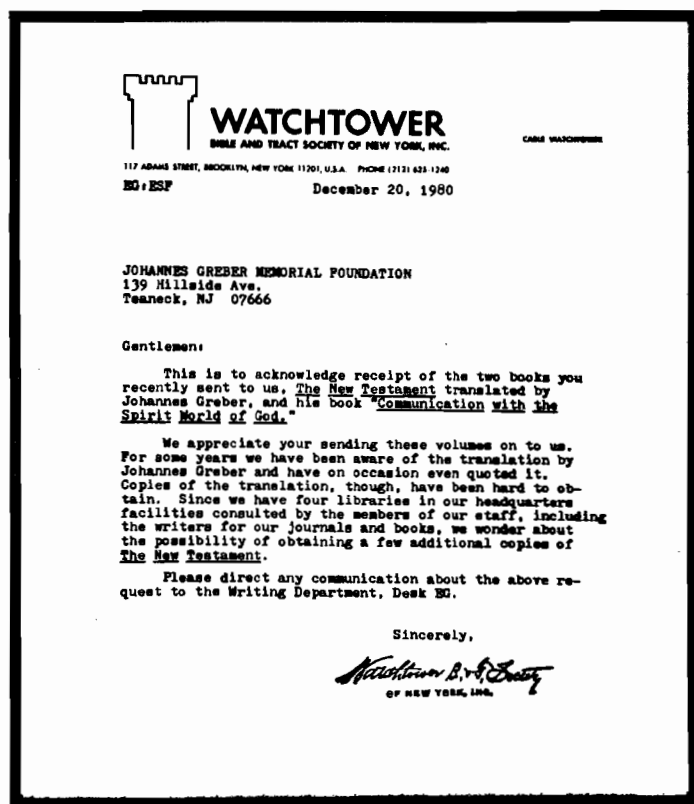 WATCHTOWER
BIBLE AND TRACT SOCIETY OF NEW YORK, INC.
CABLE WATCHTOWER
117 ADAMS STREET, BROOKLYN, NEW YORK 11201, U.S.A. PHONE (212) 625-1240
EG:ESF
December 20, 1980
JOHANNES GREBER MEMORIAL FOUNDATION
139 Hillside Ave.
Teaneck, NJ 07666
Gentlemen:
This is to acknowledge receipt of the two books you
recently sent to us, The New Testament translated by
Johannes Greber, and his book "Communication with the
Spirit World of God."
We appreciate your sending these volumes on to us.
For some years we have been aware of the translation by
Johannes Greber and have on occasion even quoted it.
Copies of the translation, though, have been hard to ob-
tain. Since we have four libraries in our headquarters
facilities consulted by the members of our staff, including
the writers for our journals and books, we wonder about
the possibility of obtaining a few additional copies of
The New Testament.
Please direct any communication about the above re-
quest to the Writing Department, Desk EG.
Sincerely,
Watchtower B. & T. Society
OF NEW YORK, INC.